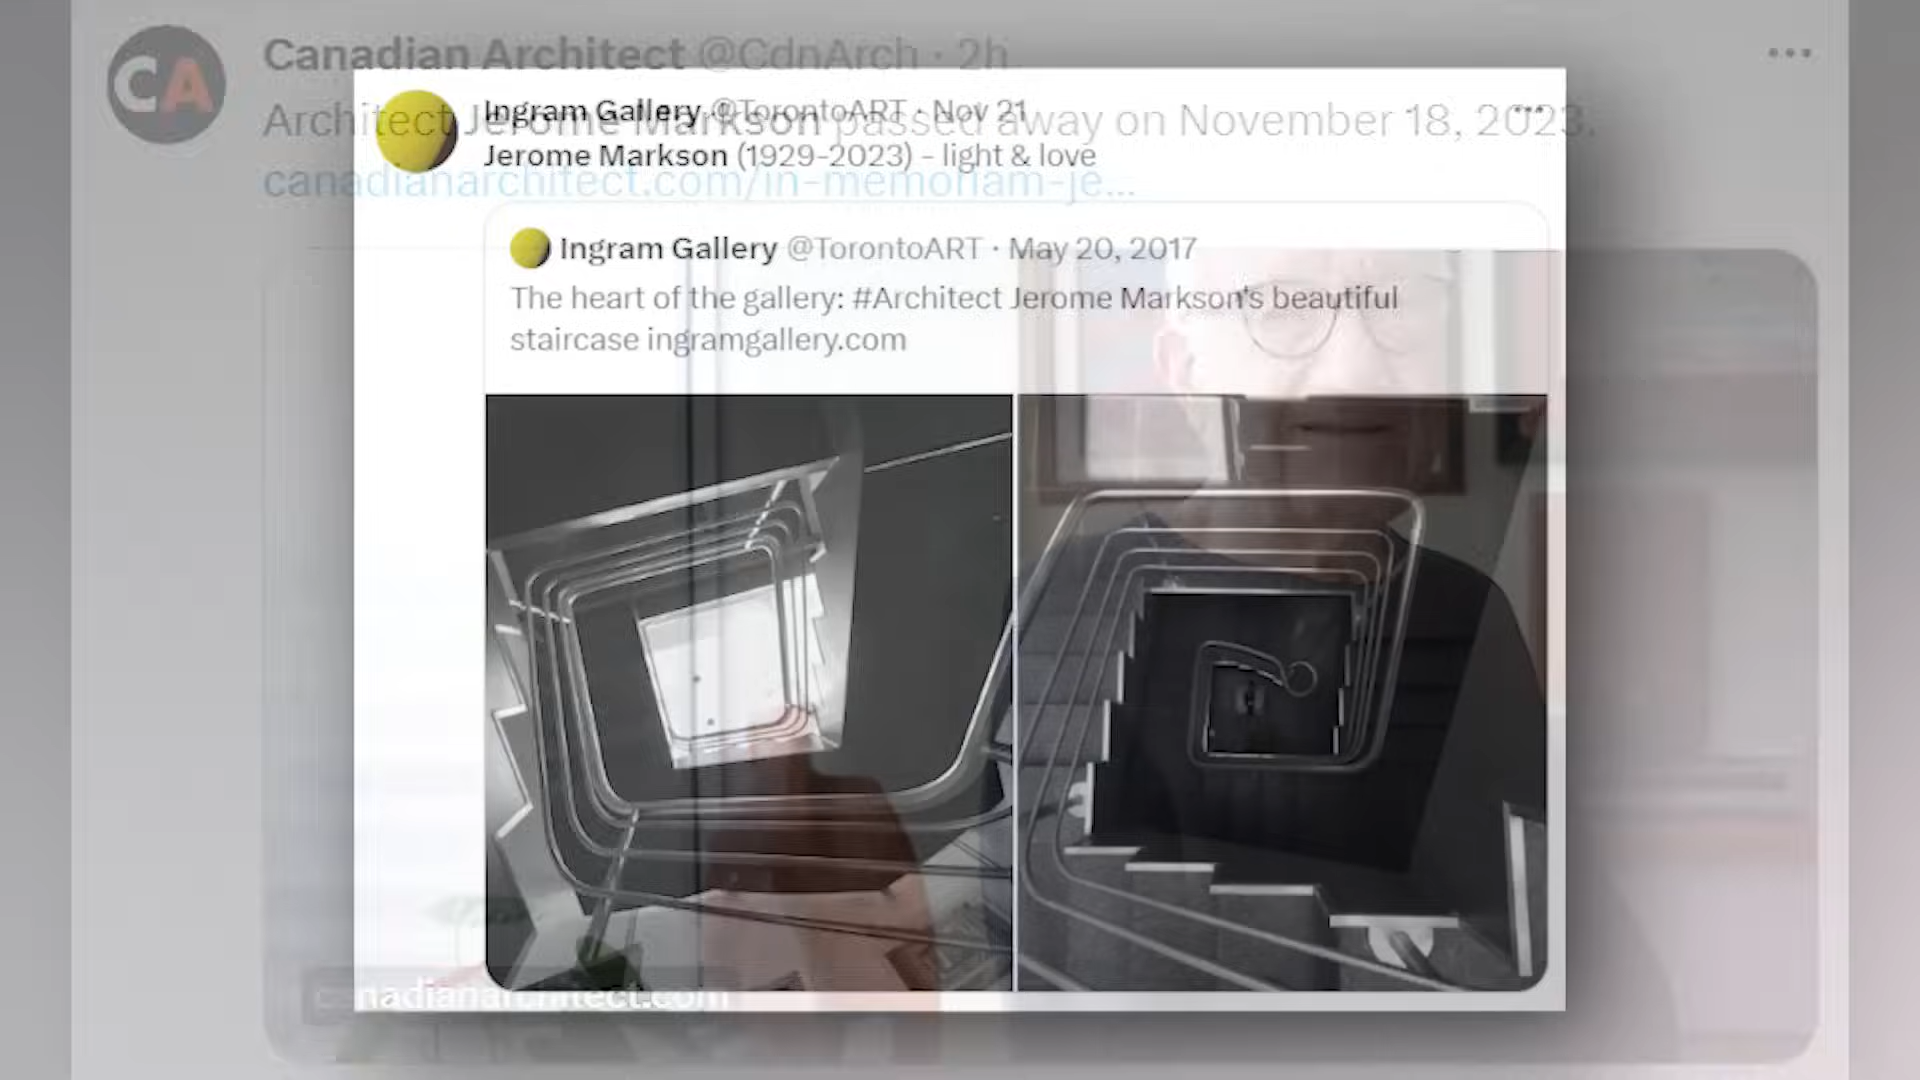 CA
Canadian Architect @CdnArch · 2h
Architect Jerome Markson passed away on November 18, 2023.
canadianarchitect.com/in-memoriam-je...
Ingram Gallery @TorontoART · Nov 21
Jerome Markson (1929-2023) - light & love
Ingram Gallery @TorontoART · May 20, 2017
The heart of the gallery: #Architect Jerome Markson's beautiful
staircase ingramgallery.com
canadianarchitect.com